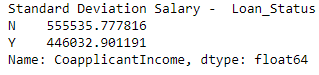 Standard Deviation Salary -  Loan_Status
N    555535.777816
Y    446032.901191
Name: CoapplicantIncome, dtype: float64